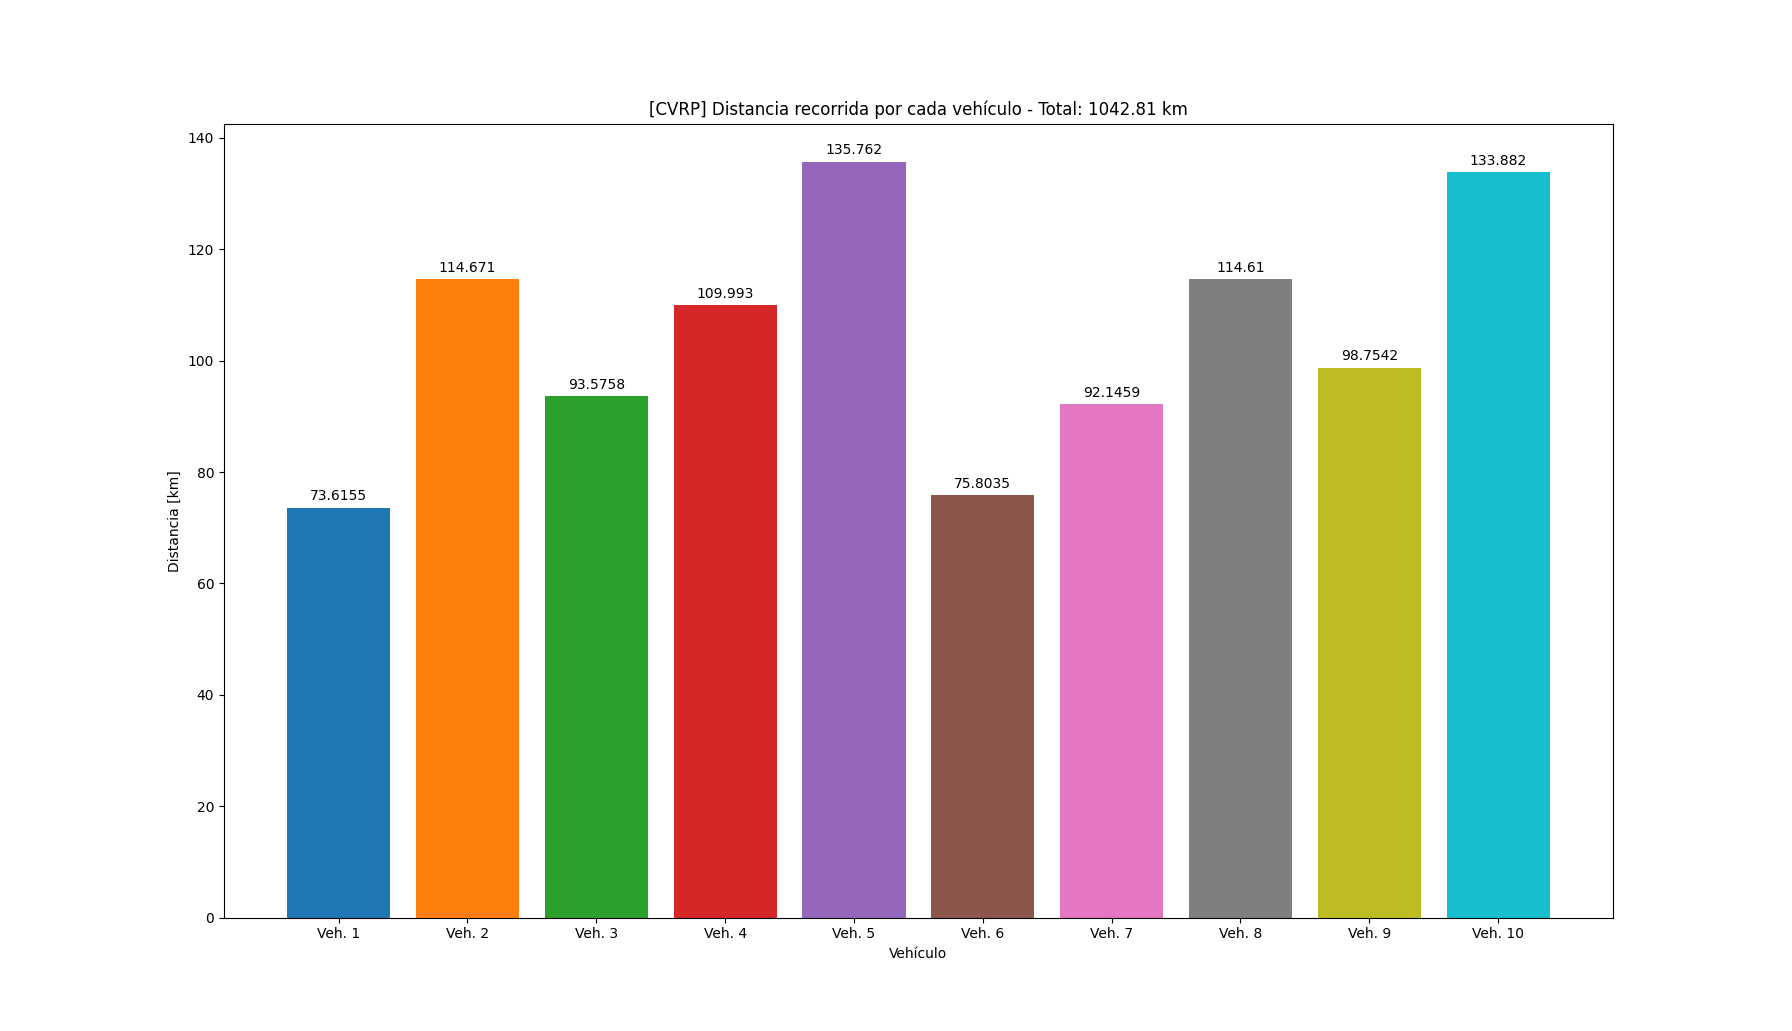 [CVRP] Distancia recorrida por cada vehículo - Total: 1042.81 km
140
120
100
80
60
40
20
0
Distancia [km]
73.6155
114.671
93.5758
109.993
135.762
75.8035
92.1459
114.61
98.7542
133.882
Veh. 1
Veh. 2
Veh. 3
Veh. 4
Veh. 5
Veh. 6
Veh. 7
Veh. 8
Veh. 9
Veh. 10
Vehículo